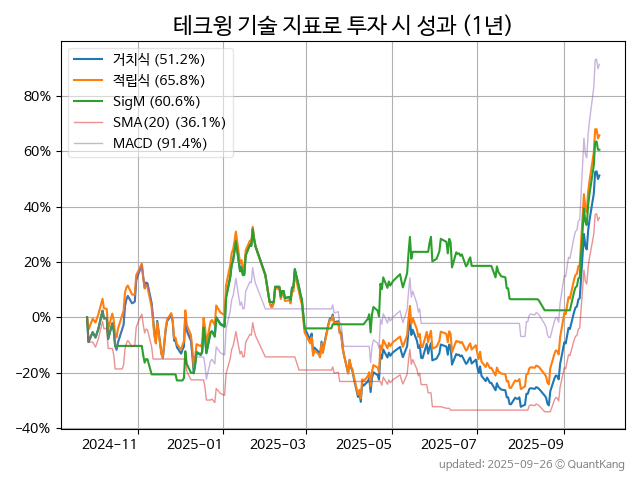 테크윙 기술 지표로 투자 시 성과 (1년)
거치식 (51.2%)
적립식 (65.8%)
SigM (60.6%)
SMA(20) (36.1%)
MACD (91.4%)
80%
60%
40%
20%
0%
−20%
−40%
2024−11 2025−01 2025−03 2025−05 2025−07 2025−09
updated: 2025-09-26 © QuantKang